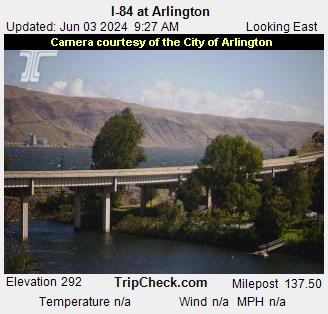 I-84 at Arlington
Updated: Jun 03 2024 9:27 AM Looking East
Camera courtesy of the City of Arlington
Elevation 292 TripCheck.com Milepost 137.50
Temperature n/a Wind n/a MPH n/a